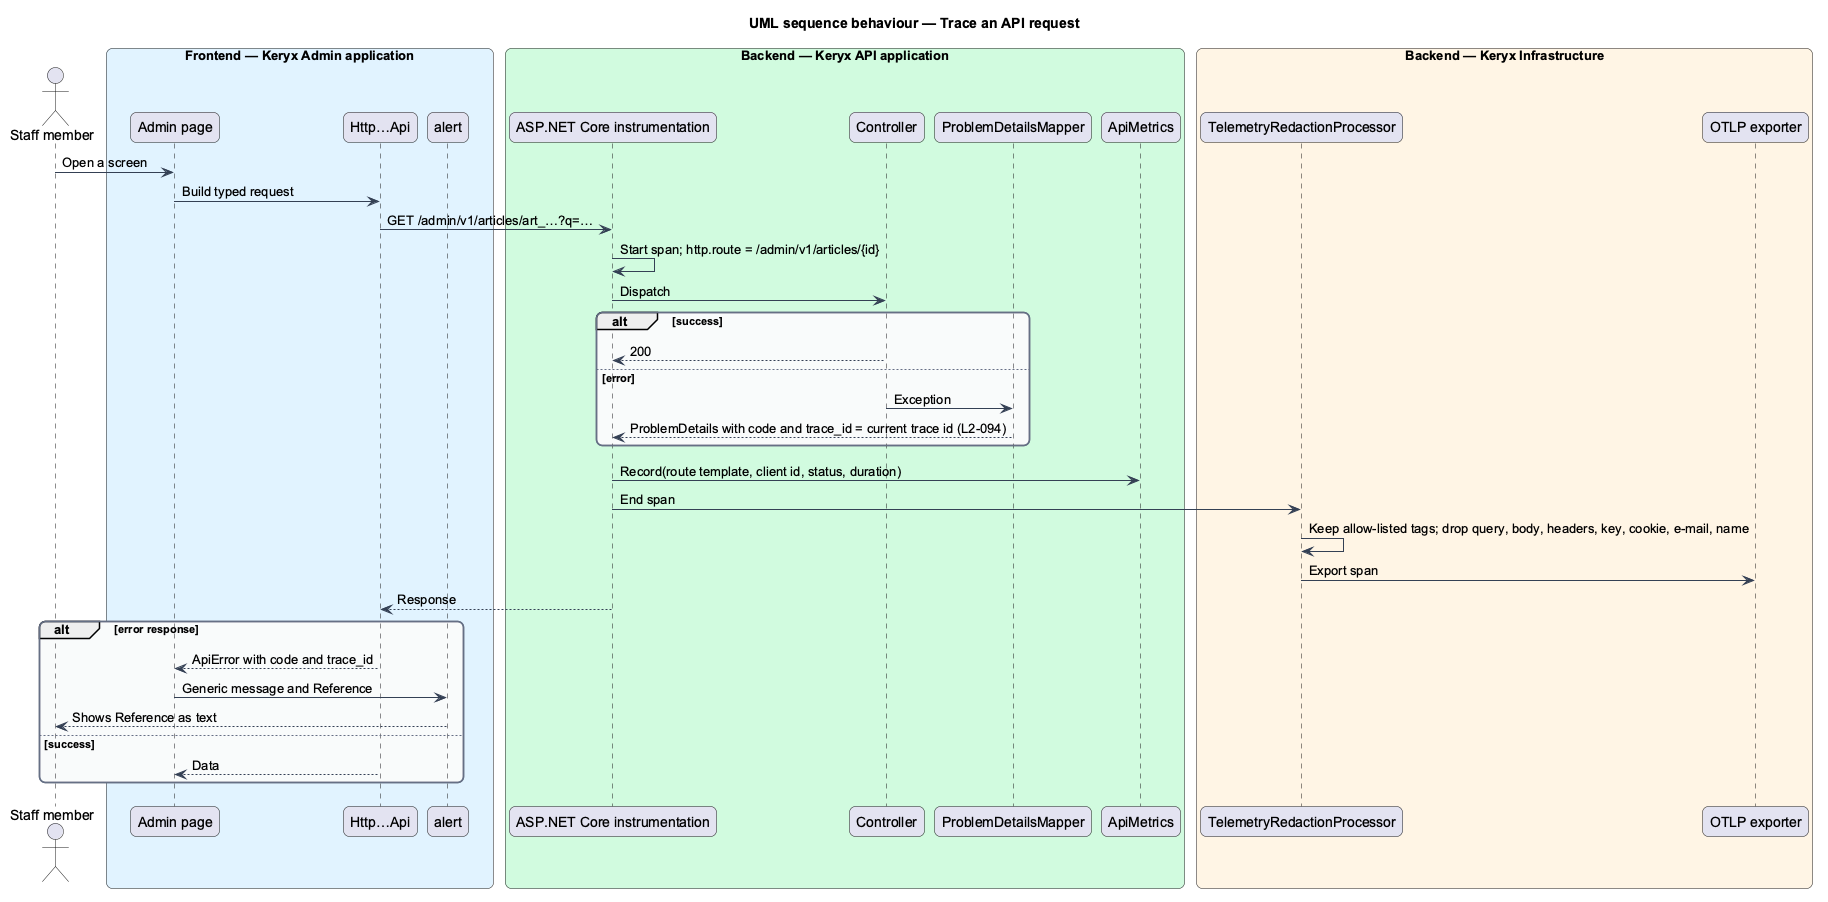 UML sequence behaviour — Trace an API request
Frontend — Keryx Admin application
Backend — Keryx API application
Backend — Keryx Infrastructure
Staff member
Admin page
Http…Api
alert
ASP.NET Core instrumentation
Controller
ProblemDetailsMapper
ApiMetrics
TelemetryRedactionProcessor
OTLP exporter
Open a screen
Build typed request
GET /admin/v1/articles/art_…?q=…
Start span; http.route = /admin/v1/articles/{id}
Dispatch
alt [success]
200
[error]
Exception
ProblemDetails with code and trace_id = current trace id (L2-094)
Record(route template, client id, status, duration)
End span
Keep allow-listed tags; drop query, body, headers, key, cookie, e-mail, name
Export span
Response
alt [error response]
ApiError with code and trace_id
Generic message and Reference
Shows Reference as text
[success]
Data
Staff member
Admin page
Http…Api
alert
ASP.NET Core instrumentation
Controller
ProblemDetailsMapper
ApiMetrics
TelemetryRedactionProcessor
OTLP exporter